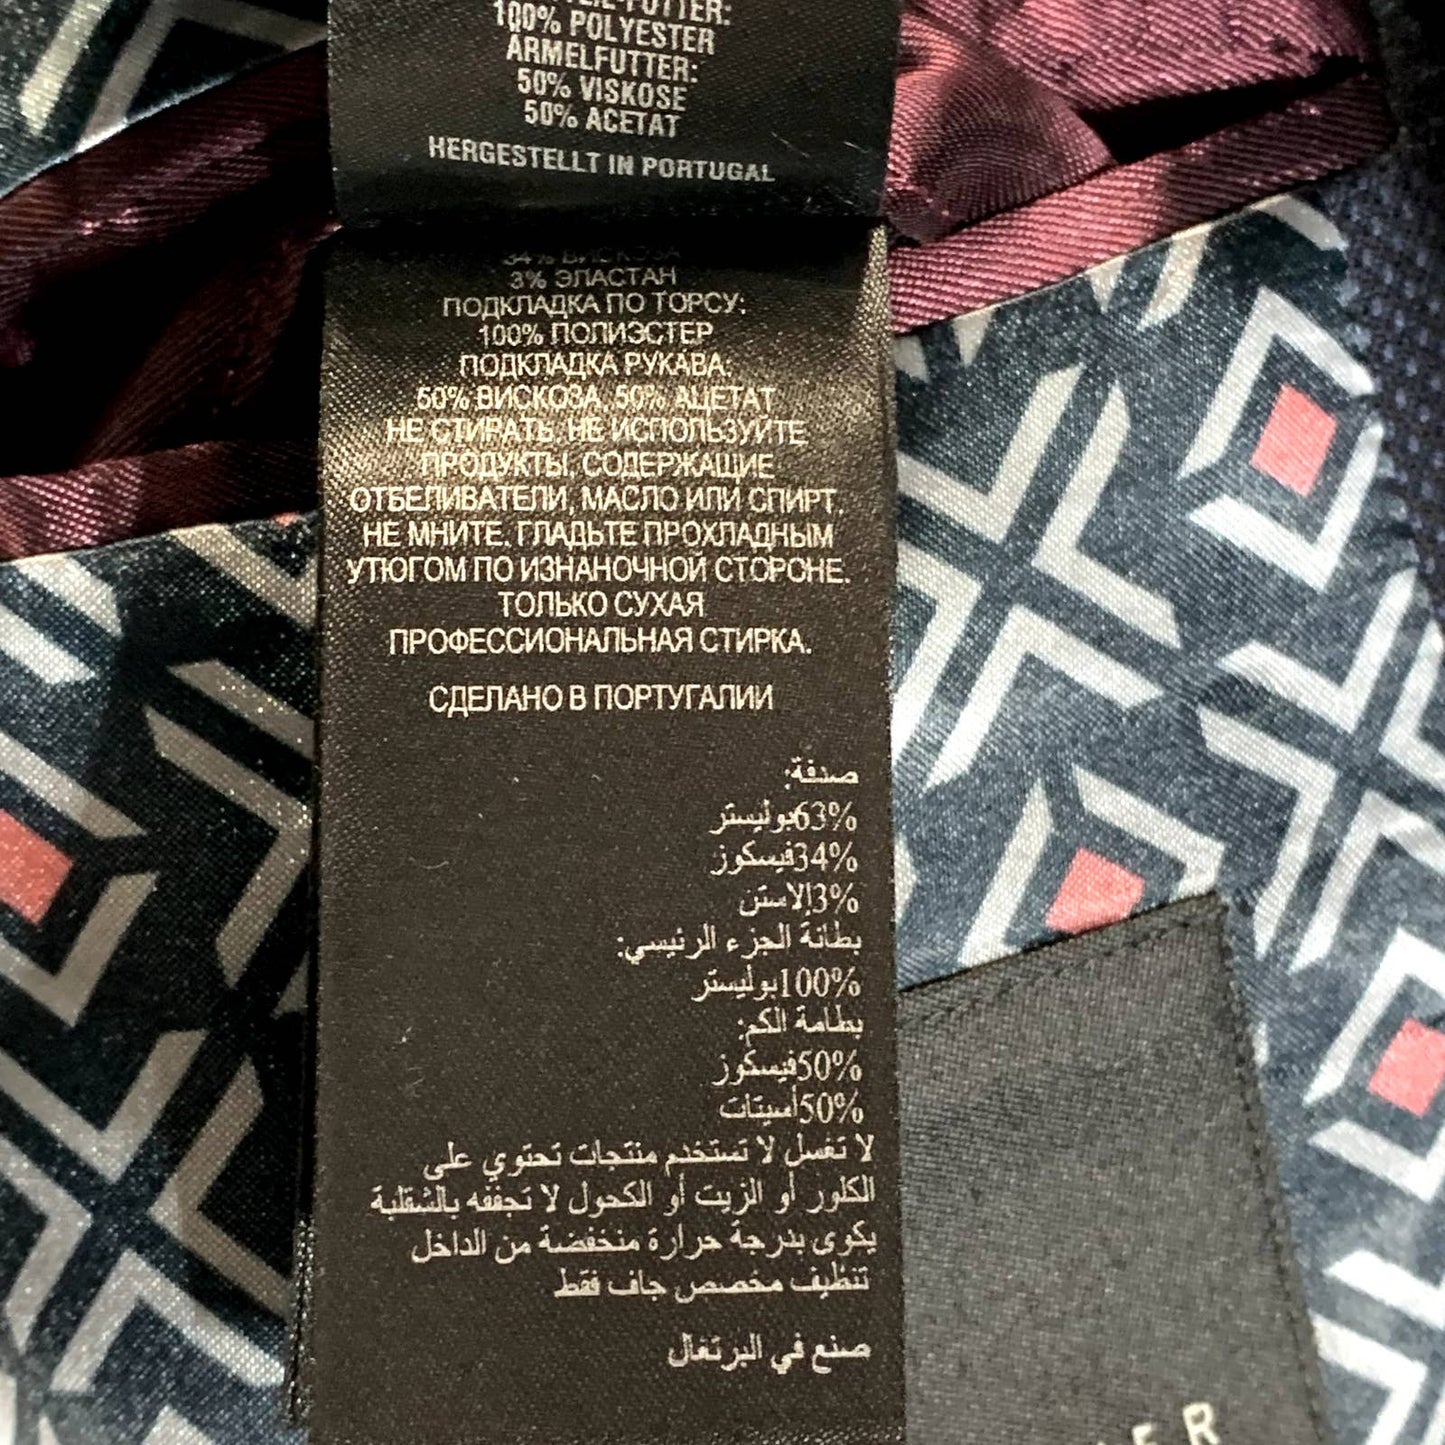 100% POLYESTER
ÄRMELFUTTER:
50% VISKOSE
50% ACETAT
HERGESTELLT IN PORTUGAL
34% ВИСКОЗА
3% ЭЛАСТАН
ПОДКЛАДКА ПО ТОРСУ:
100% ПОЛИЭСТЕР
ПОДКЛАДКА РУКАВА:
50% ВИСКОЗА, 50% АЦЕТАТ
НЕ СТИРАТЬ. НЕ ИСПОЛЬЗУЙТЕ
ПРОДУКТЫ, СОДЕРЖАЩИЕ
ОТБЕЛИВАТЕЛИ, МАСЛО ИЛИ СПИРТ.
НЕ МНИТЕ. ГЛАДЬТЕ ПРОХЛАДНЫМ
УТЮГОМ ПО ИЗНАНОЧНОЙ СТОРОНЕ.
ТОЛЬКО СУХАЯ
ПРОФЕССИОНАЛЬНАЯ СТИРКА.
СДЕЛАНО В ПОРТУГАЛИИ
صدفة:
63%بوليستر
34%فيسكوز
3%إلاستن
بطانة الجزء الرئيسي:
100%بوليستر
بطامة الكم:
50%فيسكوز
50%أسيتات
لا تغسل لا تستخدم منتجات تحتوي على
الكلور أو الزيت أو الكحول لا تجففه بالشقلبة
يكوى بدرجة حرارة منخفضة من الداخل
تنظيف مخصص جاف فقط
صنع في البرتغال